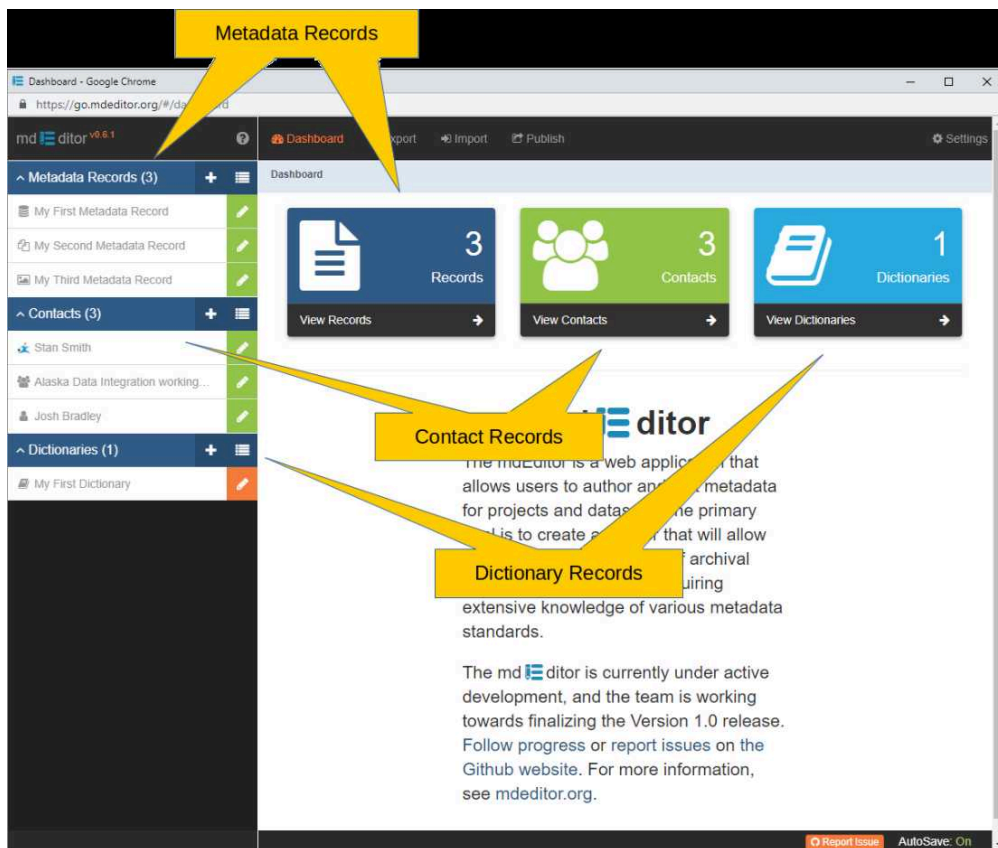 Metadata Records
Dashboard - Google Chrome
https://go.mdeditor.org/#/da rd
md ditor v0.6.1
Dashboard
port
Import
Publish
Settings
Metadata Records (3)
My First Metadata Record
My Second Metadata Record
My Third Metadata Record
Contacts (3)
Stan Smith
Alaska Data Integration working...
Josh Bradley
Dictionaries (1)
My First Dictionary
Dashboard
3
Records
View Records
3
Contacts
View Contacts
1
Dictionaries
View Dictionaries
Contact Records
Dictionary Records
ditor
The mdEditor is a web that
allows users to author and metadata
for projects and primary
is to create that will allow
archival
extensive knowledge of various metadata
standards.
The md ditor is currently under active
development, and the team is working
towards finalizing the Version 1.0 release.
Follow progress or report issues on the
Github website. For more information,
see mdeditor.org.
Report Issue
AutoSave: On